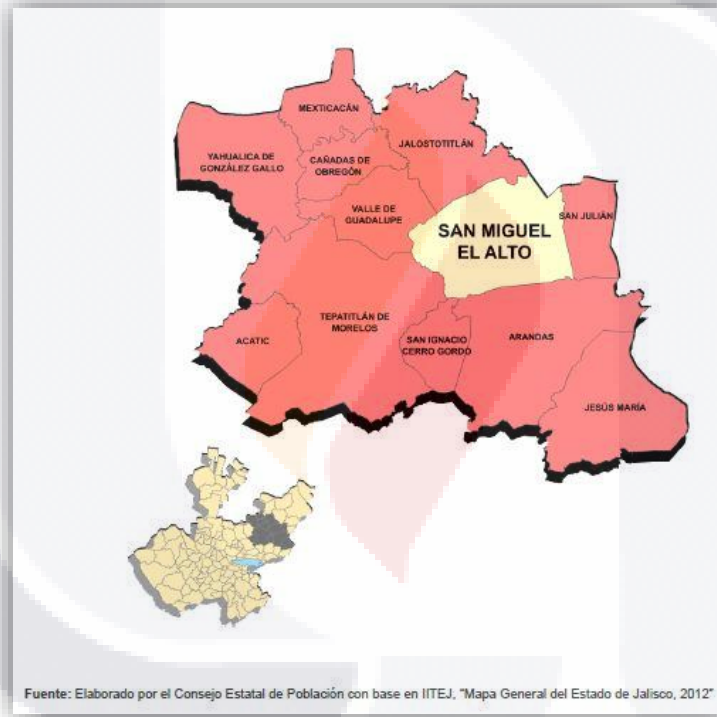 MEXTICACÁN
JALOSTOTITLÁN
YAHUALICA DE
GONZÁLEZ GALLO
CAÑADAS DE
OBREGÓN
VALLE DE
GUADALUPE
SAN MIGUEL
EL ALTO
SAN JULIÁN
TEPATITLÁN DE
MORELOS
ACATIC
SAN IGNACIO
CERRO GORDO
ARANDAS
JESÚS MARÍA
Fuente: Elaborado por el Consejo Estatal de Población con base en IITEJ, "Mapa General del Estado de Jalisco, 2012"